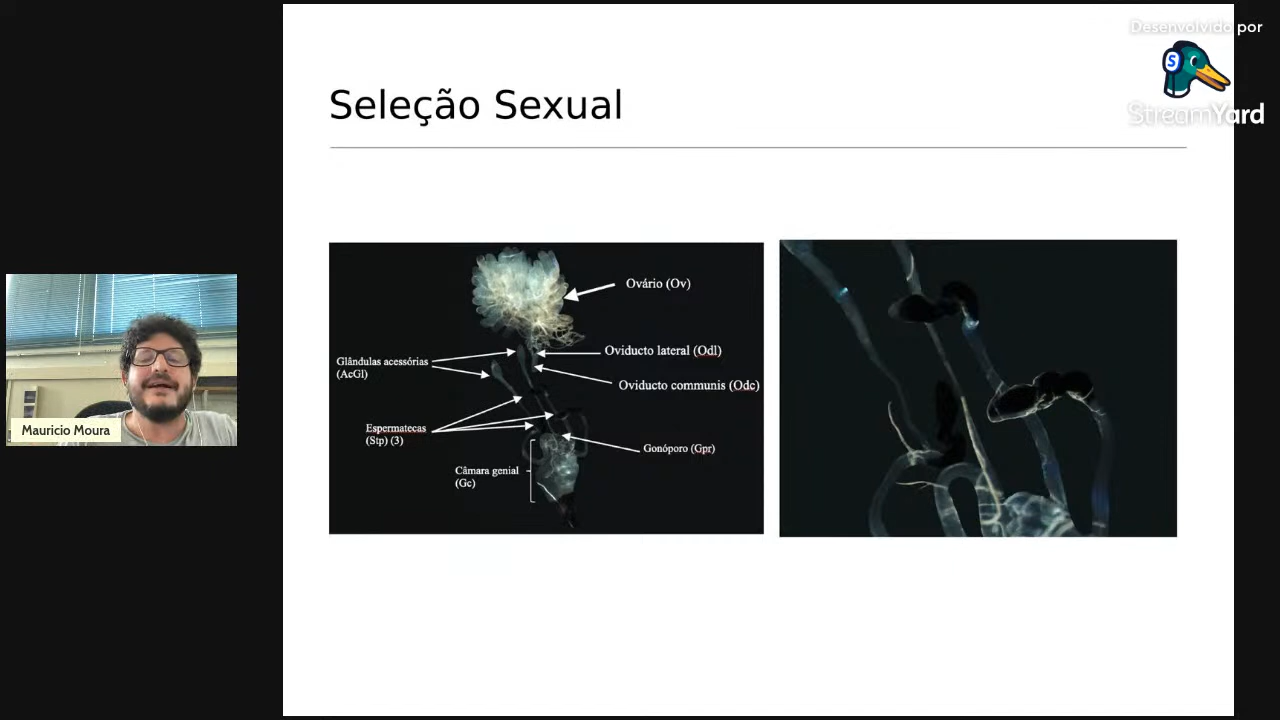 Desenvolvido por
StreamYard
Seleção Sexual
Ovário (Ov)
Oviducto lateral (Odl)
Glândulas acessórias
(AcGl)
Oviducto communis (Odc)
Espermatecas
(Stp) (3)
Gonóporo (Gpr)
Câmara genial
(Gc)
Mauricio Moura